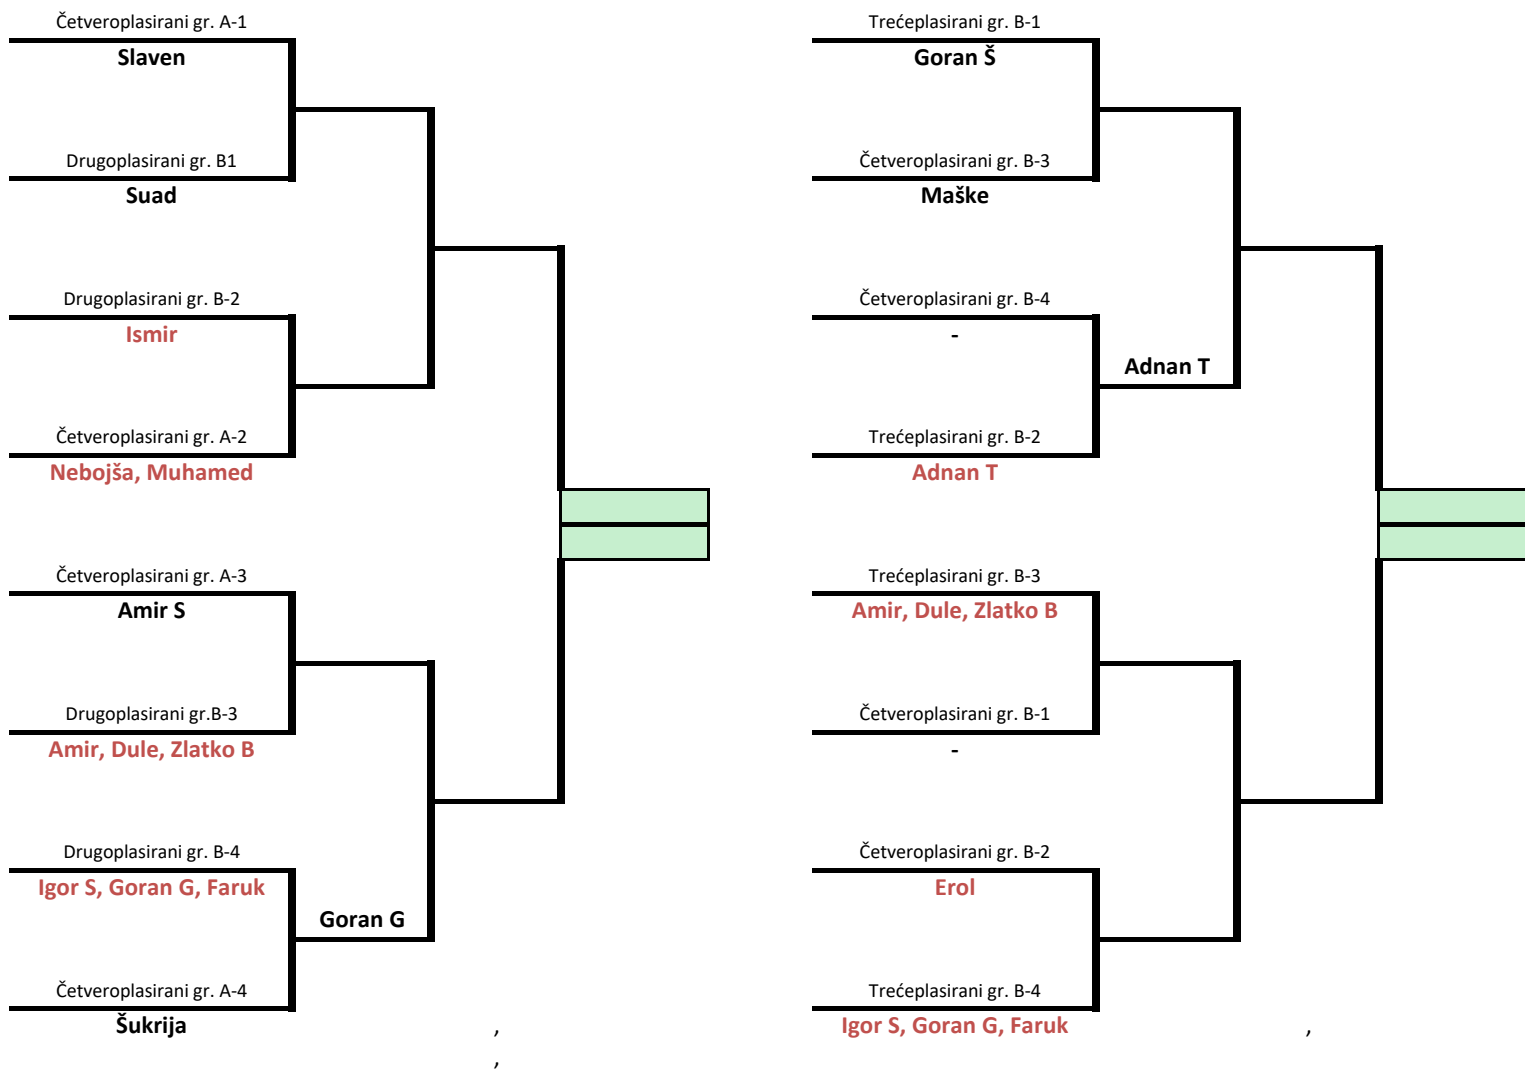 Četveroplasirani gr. A-1
Slaven
Drugoplasirani gr. B1
Suad
Drugoplasirani gr. B-2
Ismir
Četveroplasirani gr. A-2
Nebojša, Muhamed
Četveroplasirani gr. A-3
Amir S
Drugoplasirani gr.B-3
Amir, Dule, Zlatko B
Drugoplasirani gr. B-4
Igor S, Goran G, Faruk
Goran G
Četveroplasirani gr. A-4
Šukrija
,
,
Trećeplasirani gr. B-1
Goran Š
Četveroplasirani gr. B-3
Maške
Četveroplasirani gr. B-4
-
Adnan T
Trećeplasirani gr. B-2
Adnan T
Trećeplasirani gr. B-3
Amir, Dule, Zlatko B
Četveroplasirani gr. B-1
-
Četveroplasirani gr. B-2
Erol
Trećeplasirani gr. B-4
Igor S, Goran G, Faruk
,